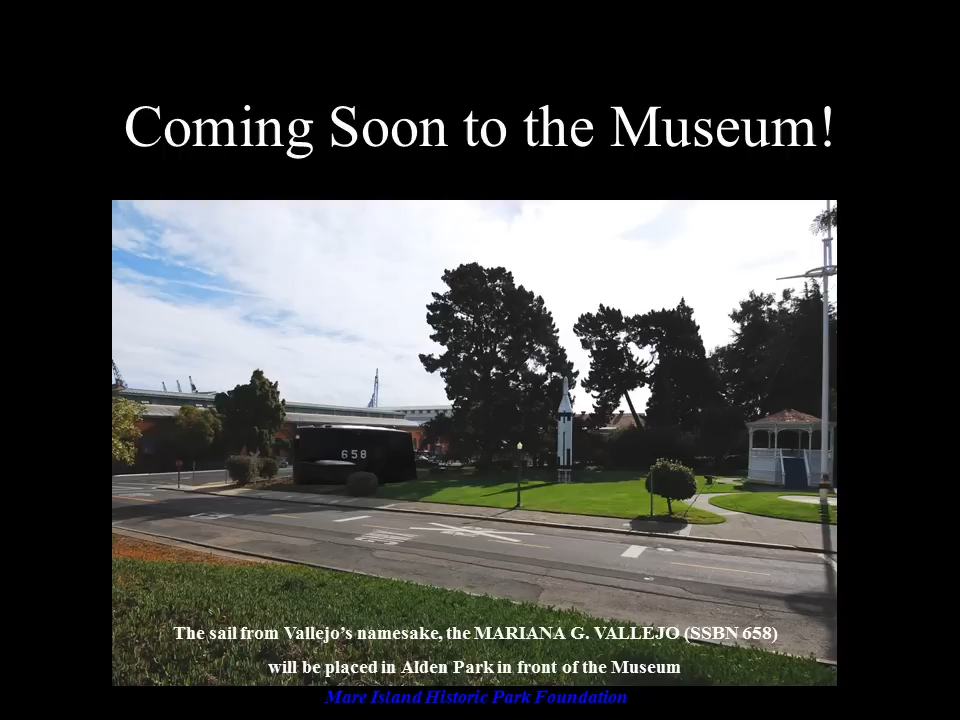 Coming Soon to the Museum!
658
The sail from Vallejo’s namesake, the MARIANA G. VALLEJO (SSBN 658)
will be placed in Alden Park in front of the Museum
Mare Island Historic Park Foundation